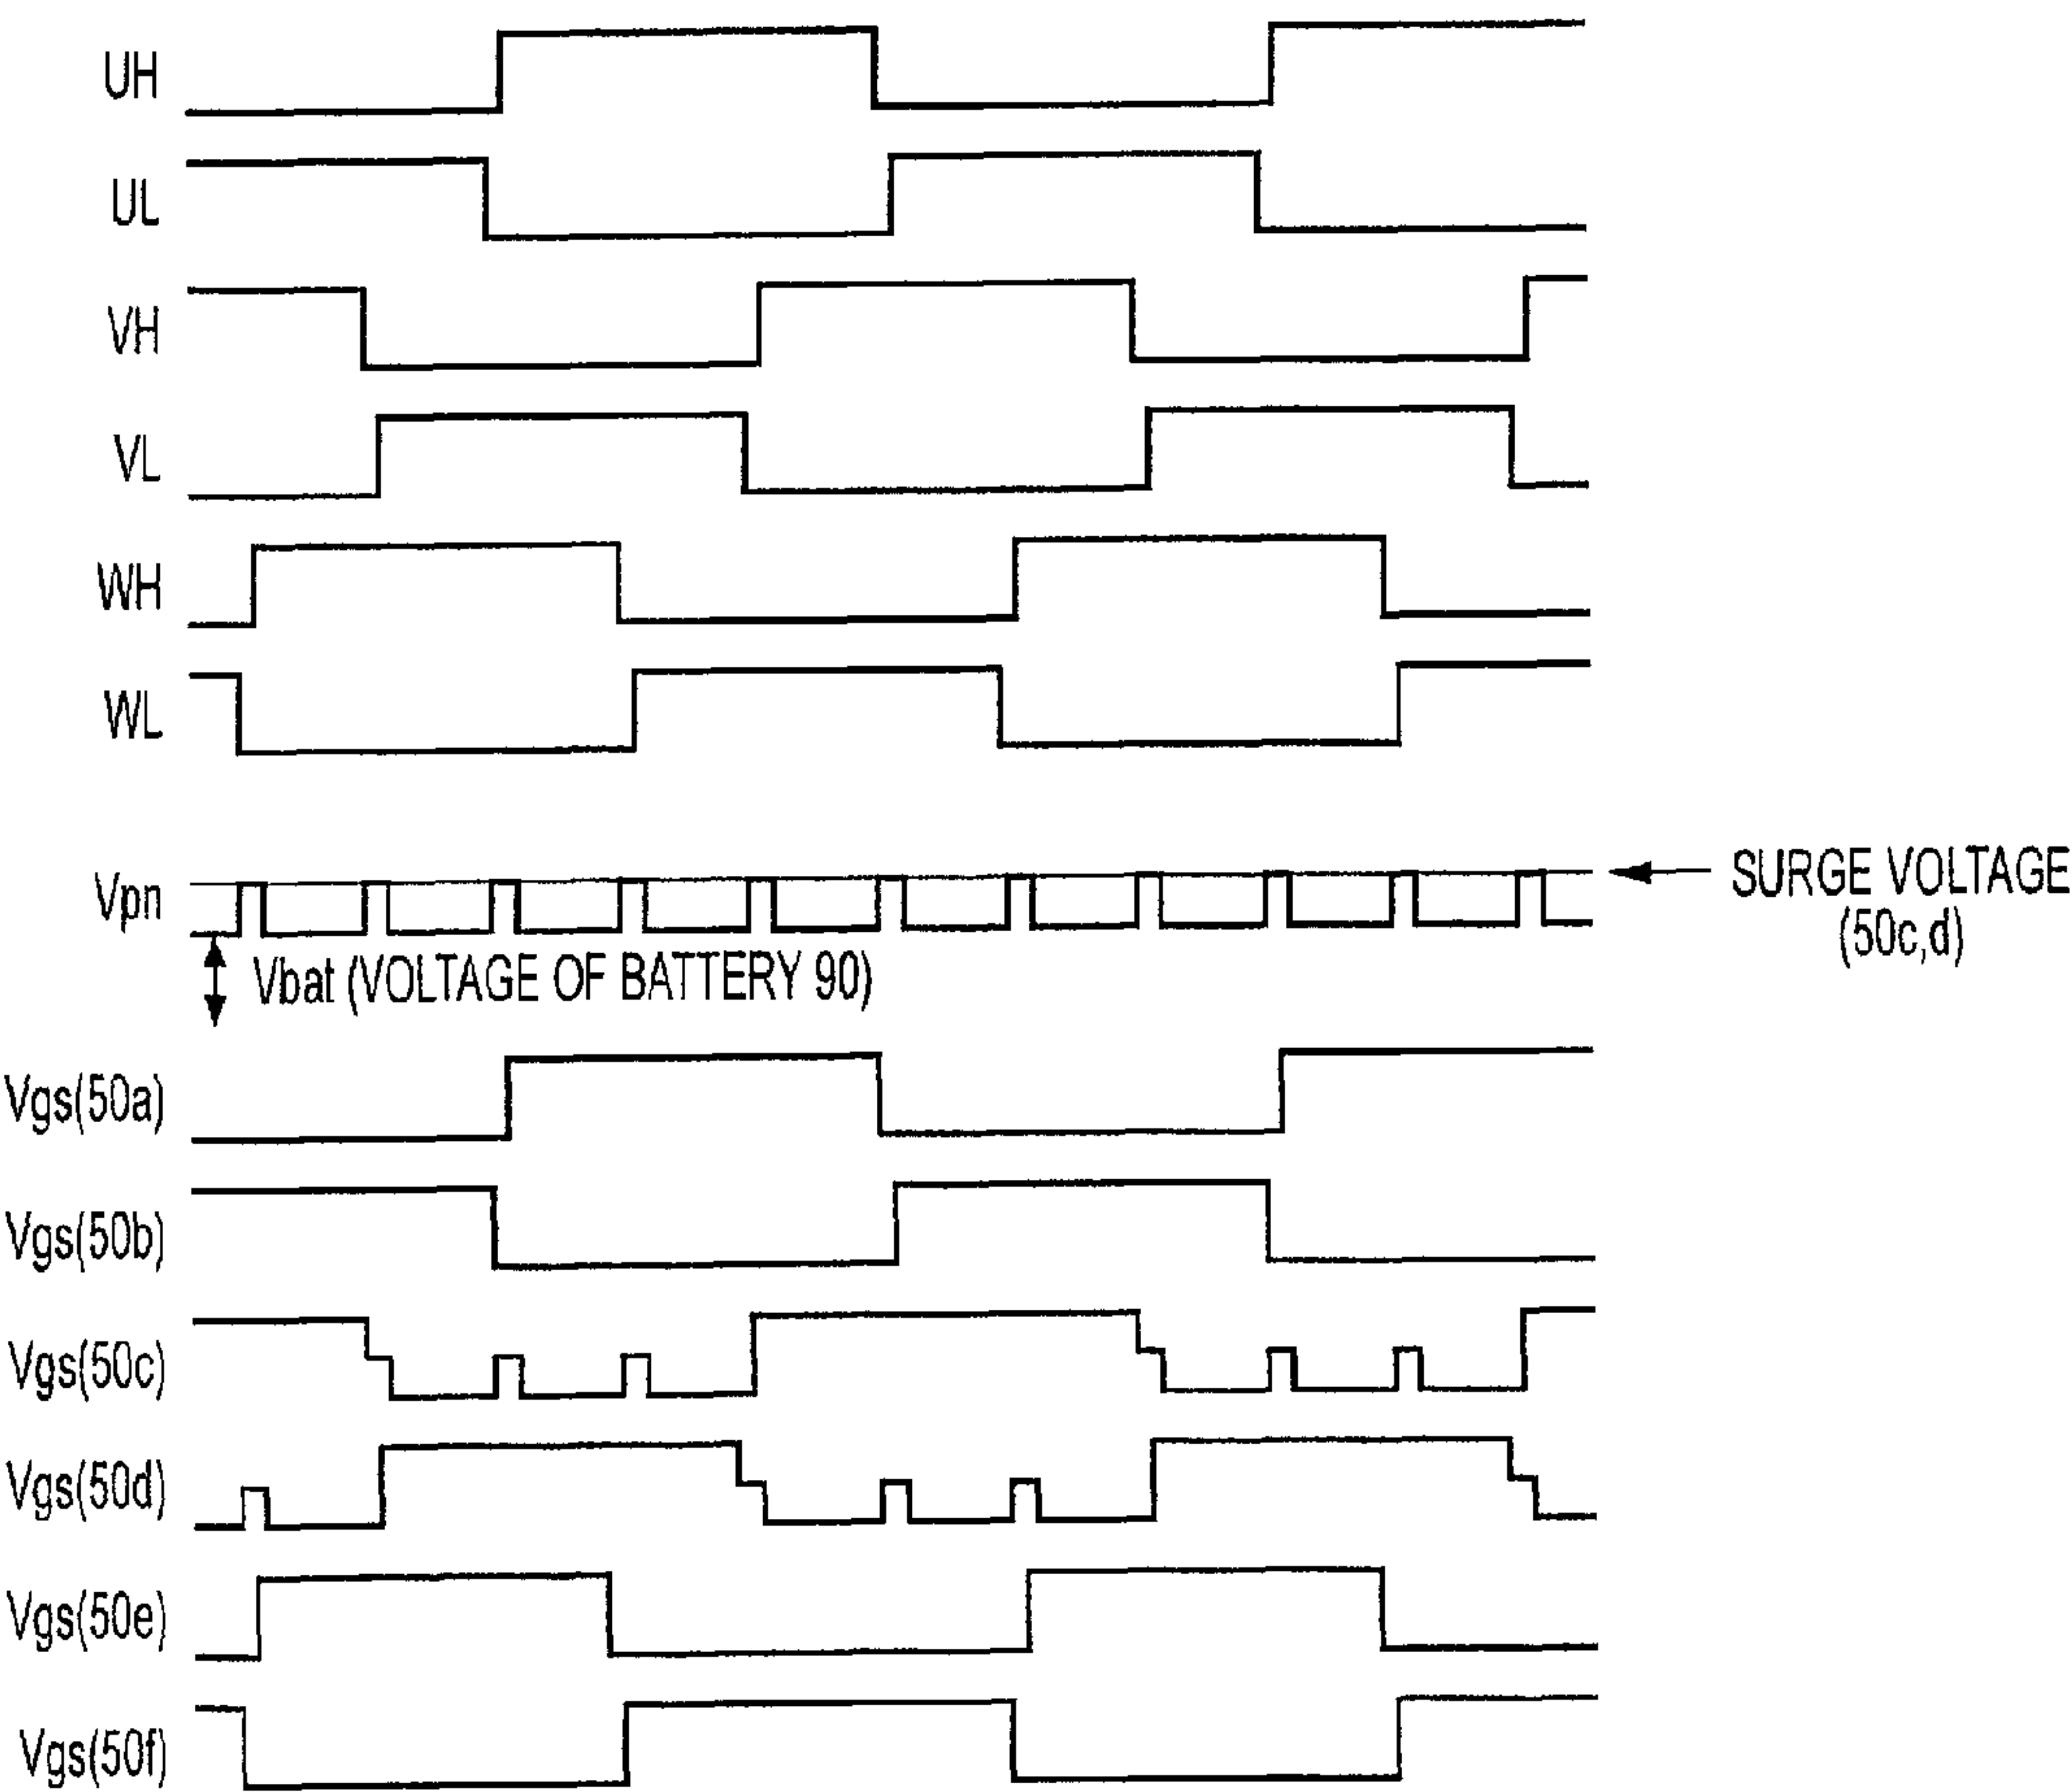 UH
UL
VH
VL
WH
WL
Vpn
SURGE VOLTAGE
(50c,d)
Vbat (VOLTAGE OF BATTERY 90)
Vgs(50a)
Vgs(50b)
Vgs(50c)
Vgs(50d)
Vgs(50e)
Vgs(50f)